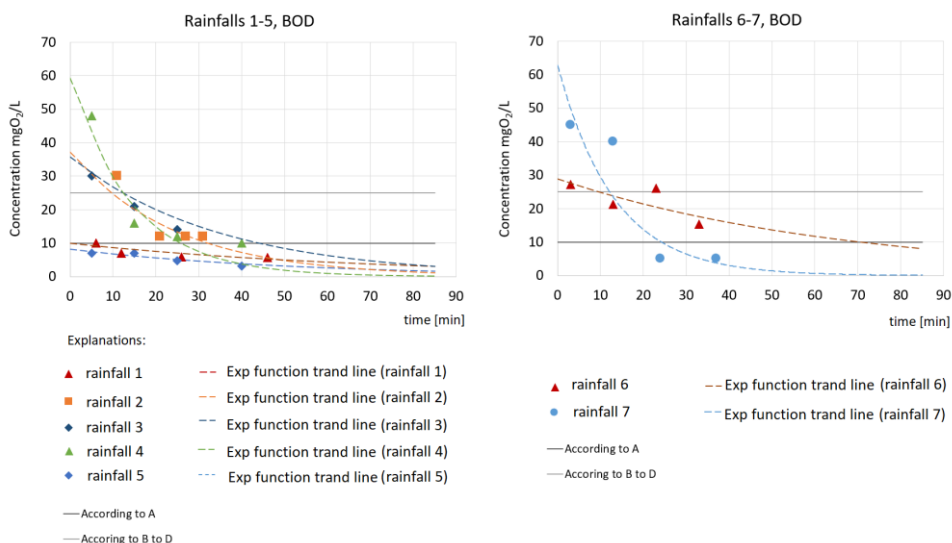 Rainfalls 1-5, BOD
Concentration mgO₂/L
70
60
50
40
30
20
10
0
0 10 20 30 40 50 60 70 80 90
time [min]
Explanations:
rainfall 1 Exp function trand line (rainfall 1)
rainfall 2 Exp function trand line (rainfall 2)
rainfall 3 Exp function trand line (rainfall 3)
rainfall 4 Exp function trand line (rainfall 4)
rainfall 5 Exp function trand line (rainfall 5)
According to A
Accoring to B to D
Rainfalls 6-7, BOD
Concentration mgO₂/L
70
60
50
40
30
20
10
0
0 10 20 30 40 50 60 70 80 90
time [min]
rainfall 6 Exp function trand line (rainfall 6)
rainfall 7 Exp function trand line (rainfall 7)
According to A
Accoring to B to D